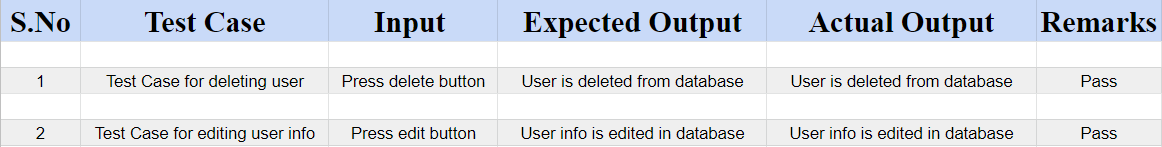 S.No Test Case Input Expected Output Actual Output Remarks
1 Test Case for deleting user Press delete button User is deleted from database User is deleted from database Pass
2 Test Case for editing user info Press edit button User info is edited in database User info is edited in database Pass